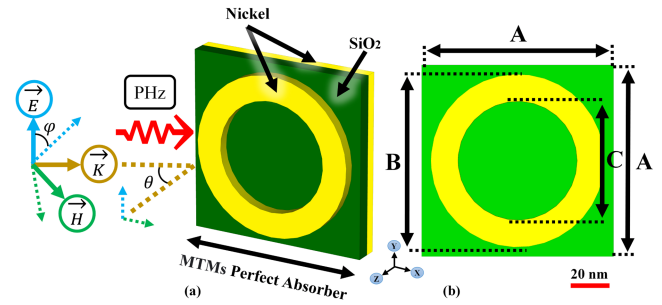 (a)
Nickel
SiO₂
PHz
E
φ
K
θ
H
MTMs Perfect Absorber
A
B
C
A
Y
Z
X
(b)
20 nm